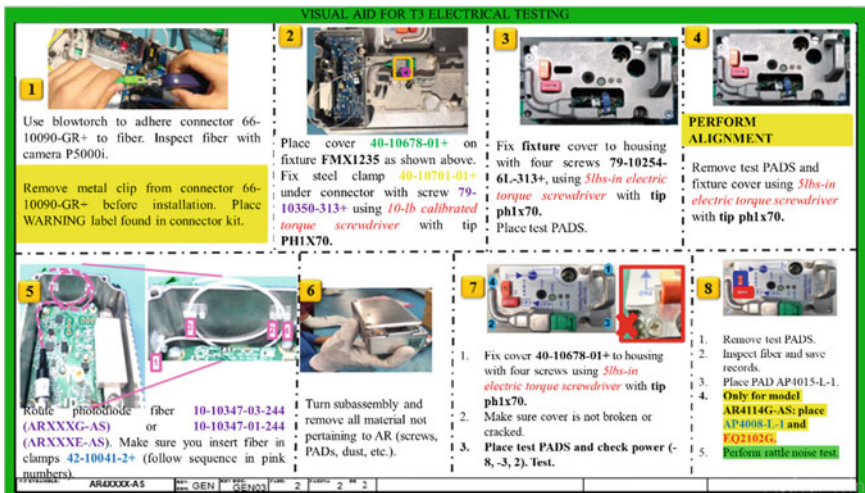 VISUAL AID FOR T3 ELECTRICAL TESTING
1
Use blowtorch to adhere connector 66-
10090-GR+ to fiber. Inspect fiber with
camera P5000i.
Remove metal clip from connector 66-
10090-GR+ before installation. Place
WARNING label found in connector kit.
2
Place cover 40-10678-01+ on
fixture FMX1235 as shown above.
Fix steel clamp 40-10701-01+
under connector with screw 79-
10350-313+ using 10-lb calibrated
torque screwdriver with tip
PH1X70.
3
Fix fixture cover to housing
with four screws 79-10254-
6L-313+, using 5lbs-in electric
torque screwdriver with tip
ph1x70.
Place test PADS.
4
PERFORM
ALIGNMENT
Remove test PADS and
fixture cover using 5lbs-in
electric torque screwdriver
with tip ph1x70.
5
Route photodiode fiber 10-10347-03-244
(ARXXXG-AS) or 10-10347-01-244
(ARXXXE-AS). Make sure you insert fiber in
clamps 42-10041-2+ (follow sequence in pink
numbers).
6
Turn subassembly and
remove all material not
pertaining to AR (screws,
PADs, dust, etc.).
7
4
1
2
3
1. Fix cover 40-10678-01+ to housing
with four screws using 5lbs-in
electric torque screwdriver with tip
ph1x70.
2. Make sure cover is not broken or
cracked.
3. Place test PADS and check power (-
8, -3, 2). Test.
8
1. Remove test PADS.
2. Inspect fiber and save
records.
3. Place PAD AP4015-L-1.
4. Only for model
AR4114G-AS: place
AP4008-L-1 and
EQ2102G.
5. Perform rattle noise test.
AR4XXXX-AS GEN GEN03 2 2 2